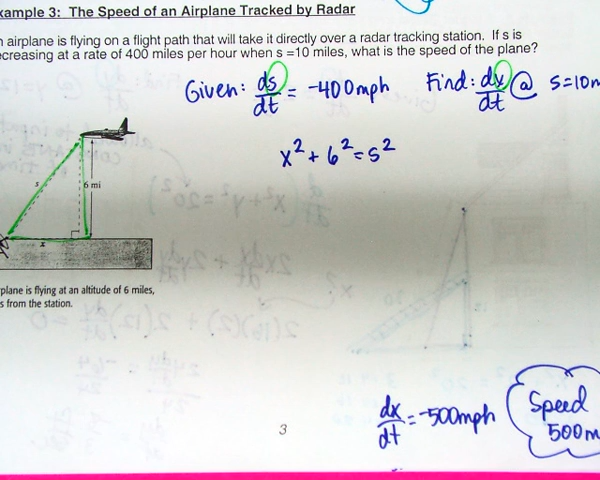 xample 3: The Speed of an Airplane Tracked by Radar
n airplane is flying on a flight path that will take it directly over a radar tracking station. If s is
ecreasing at a rate of 400 miles per hour when s =10 miles, what is the speed of the plane?
Given: ds/dt = -400mph Find: dx/dt @ s=10m
x² + 6² = s²
s
6 mi
x
plane is flying at an altitude of 6 miles,
s from the station.
dx/dt = -500mph
Speed
500m
3